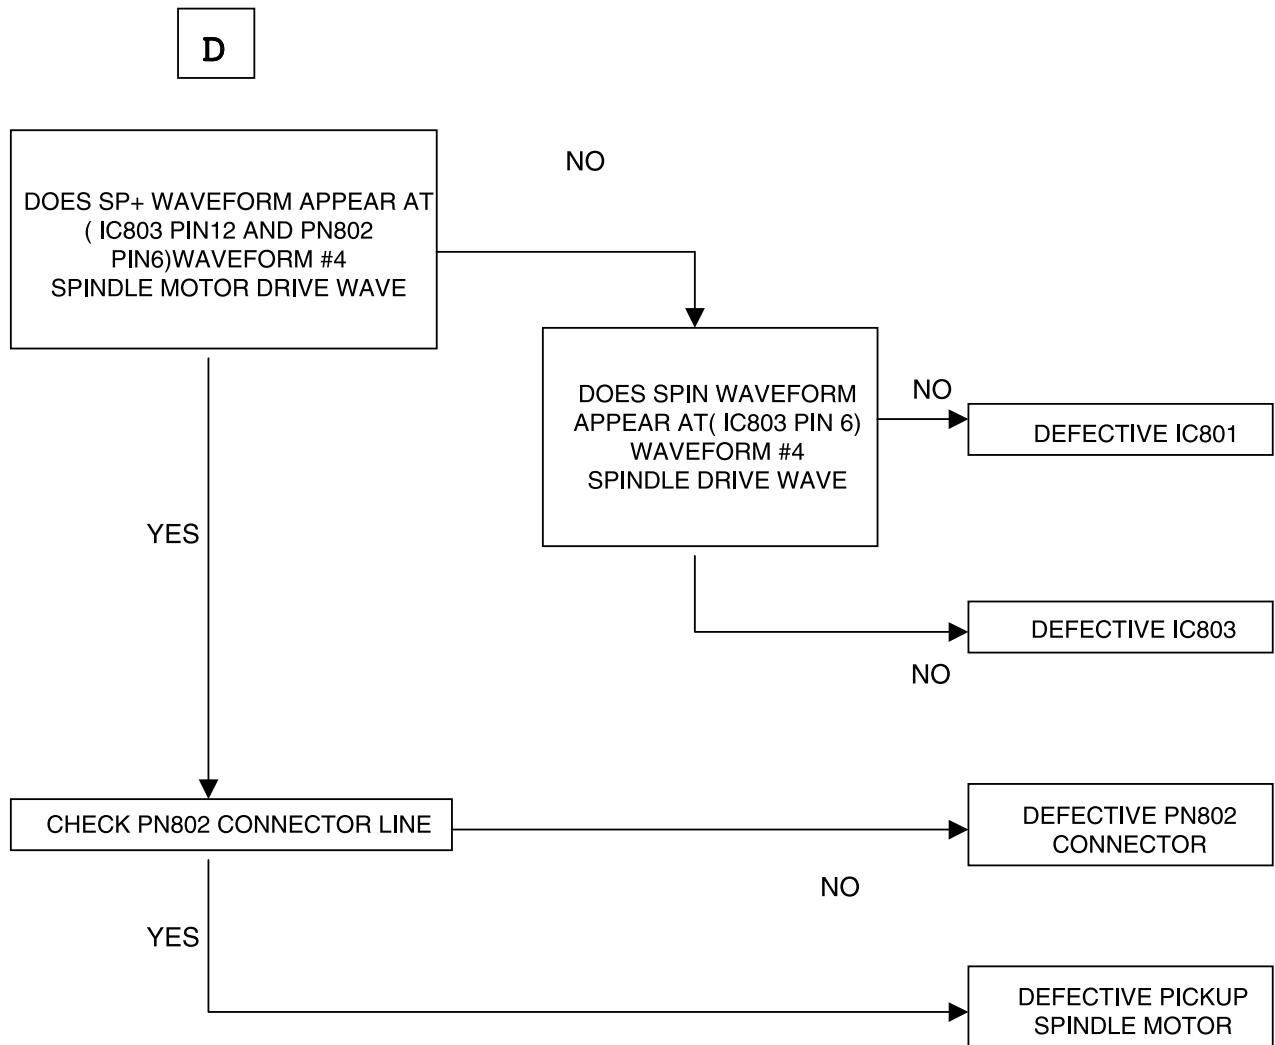 D
NO
DOES SP+ WAVEFORM APPEAR AT
( IC803 PIN12 AND PN802
PIN6)WAVEFORM #4
SPINDLE MOTOR DRIVE WAVE
DOES SPIN WAVEFORM
APPEAR AT( IC803 PIN 6)
WAVEFORM #4
SPINDLE DRIVE WAVE
NO
DEFECTIVE IC801
YES
DEFECTIVE IC803
NO
CHECK PN802 CONNECTOR LINE
DEFECTIVE PN802
CONNECTOR
NO
YES
DEFECTIVE PICKUP
SPINDLE MOTOR